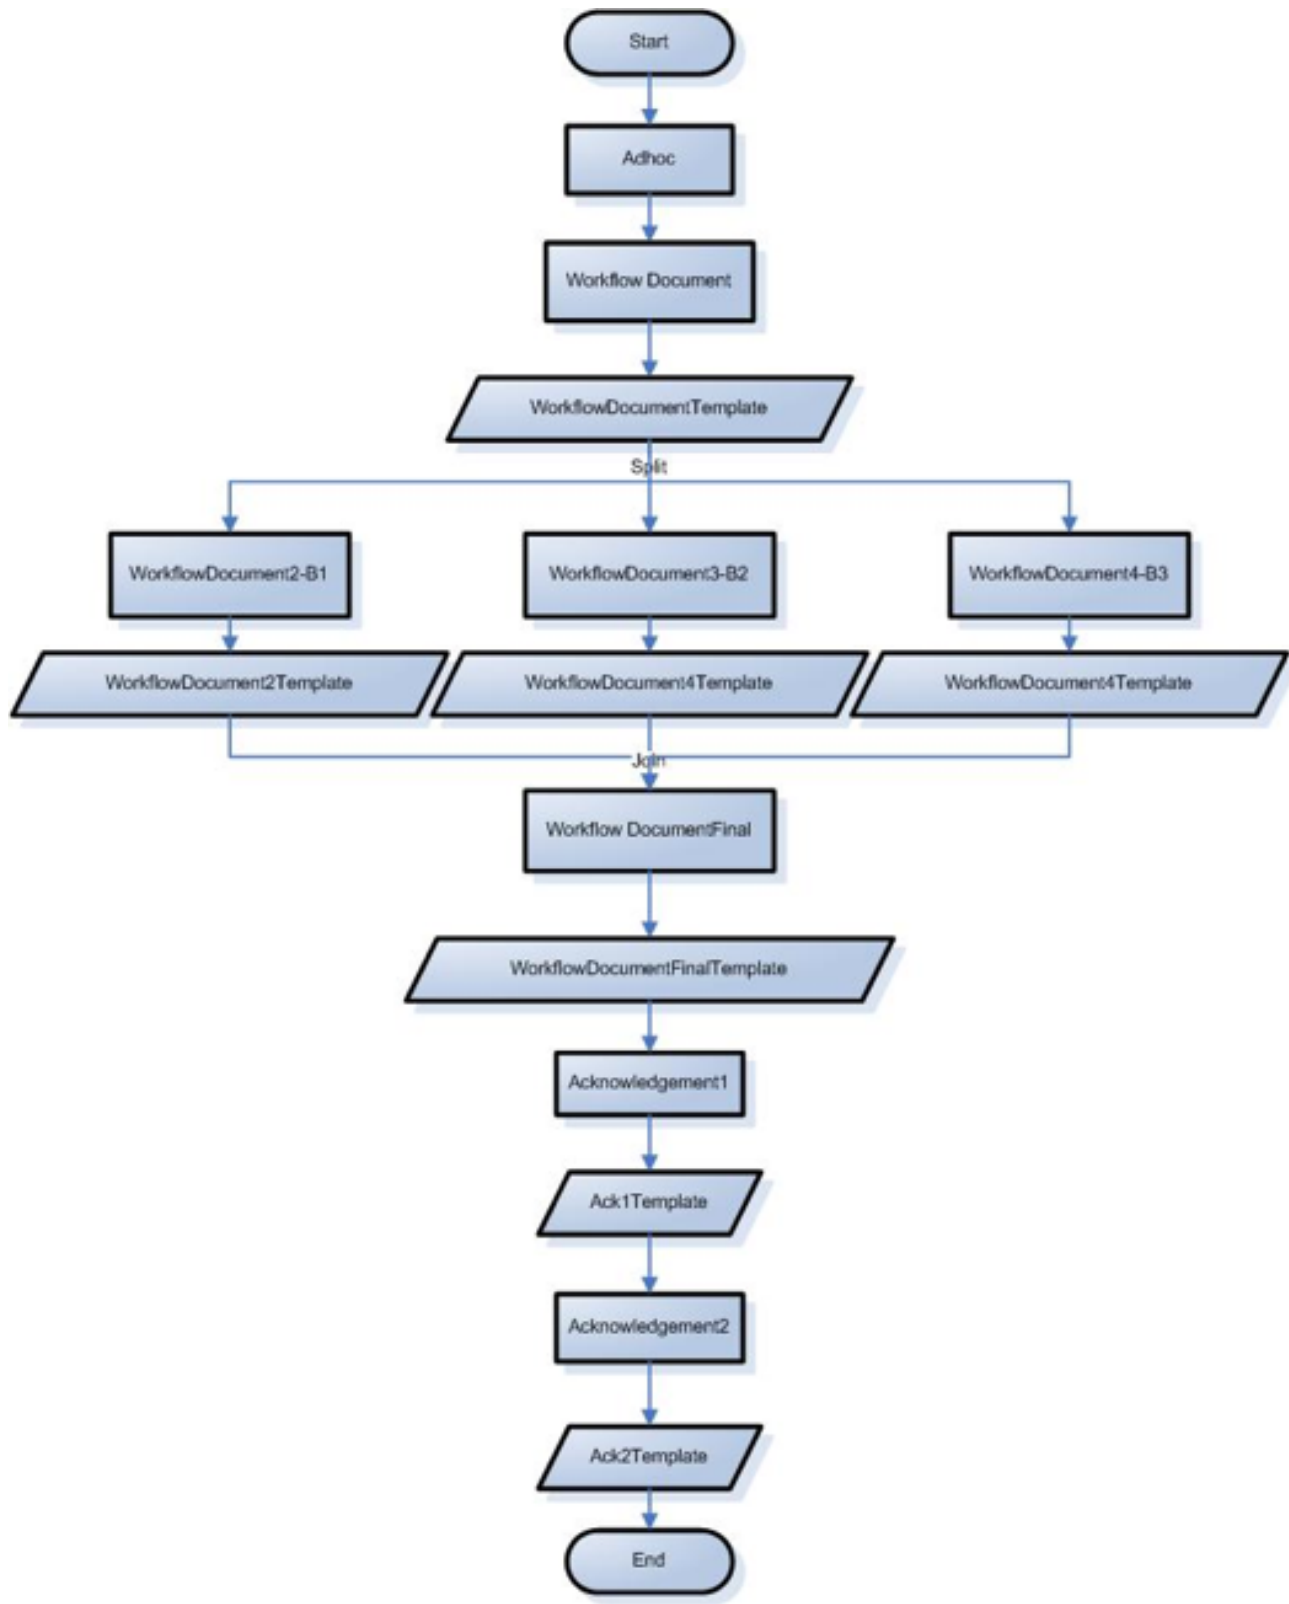 Start
Adhoc
Workflow Document
WorkflowDocumentTemplate
Split
WorkflowDocument2-B1
WorkflowDocument3-B2
WorkflowDocument4-B3
WorkflowDocument2Template
WorkflowDocument4Template
WorkflowDocument4Template
Join
Workflow DocumentFinal
WorkflowDocumentFinalTemplate
Acknowledgement1
Ack1Template
Acknowledgement2
Ack2Template
End